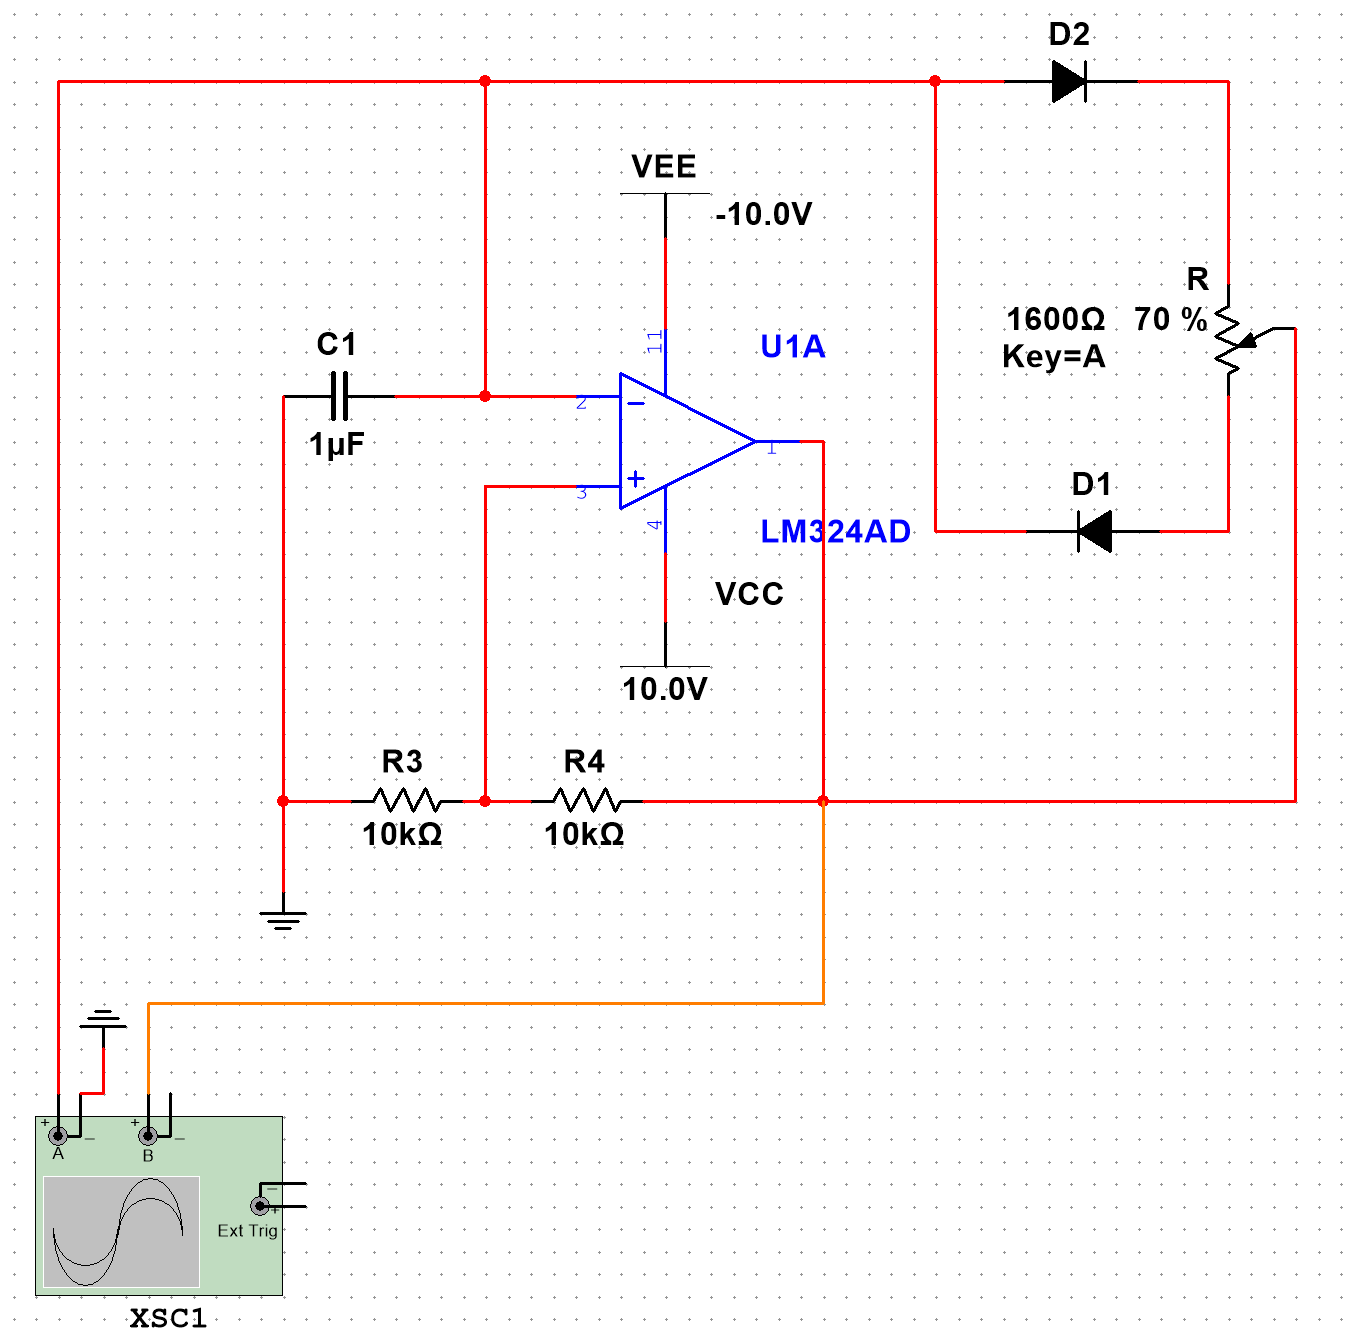 D2
VEE
-10.0V
R
1600Ω 70 %
Key=A
C1
1µF
11
U1A
2
−
1
+
3
4
D1
LM324AD
VCC
10.0V
R3
R4
10kΩ
10kΩ
+
−
+
−
A
B
−
+
Ext Trig
XSC1